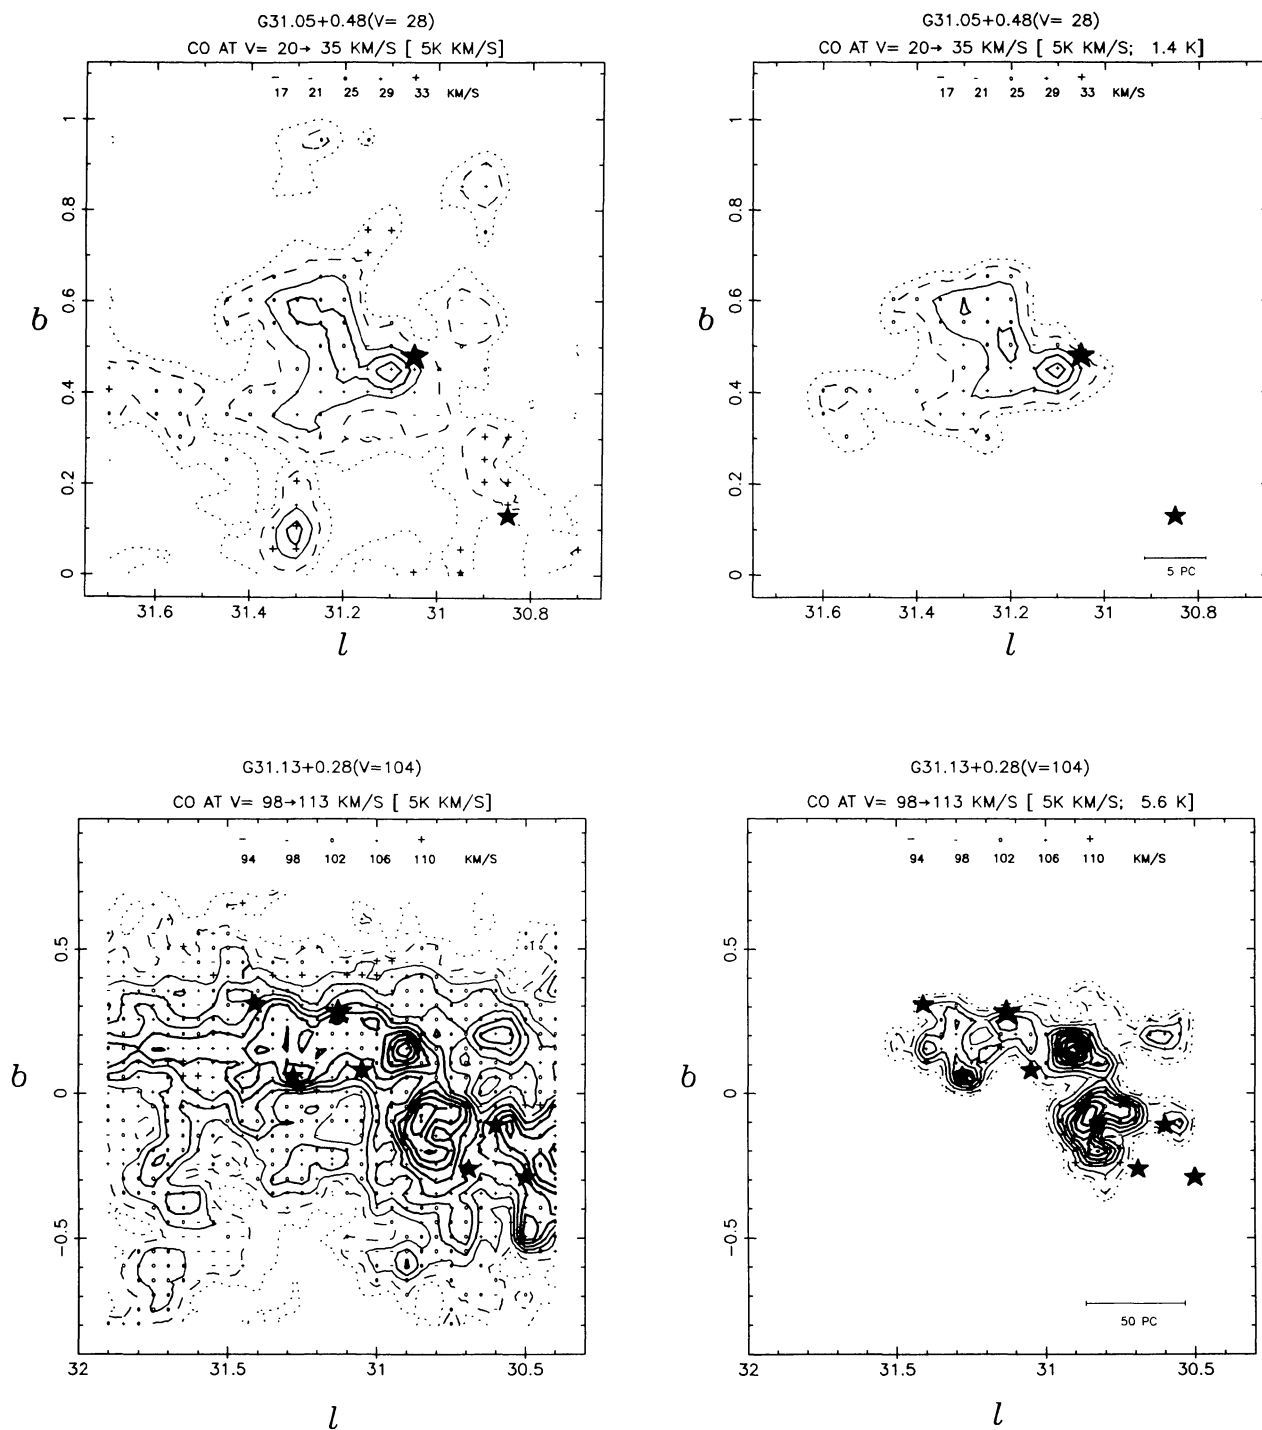 G31.05+0.48(V= 28)
CO AT V= 20→ 35 KM/S [ 5K KM/S]
17 21 25 29 33 KM/S
1
0.8
0.6
b
0.4
0.2
0
31.6 31.4 31.2 31 30.8
l
G31.05+0.48(V= 28)
CO AT V= 20→ 35 KM/S [ 5K KM/S; 1.4 K]
17 21 25 29 33 KM/S
1
0.8
0.6
b
0.4
0.2
0
5 PC
31.6 31.4 31.2 31 30.8
l
G31.13+0.28(V=104)
CO AT V= 98→113 KM/S [ 5K KM/S]
94 98 102 106 110 KM/S
0.5
b
0
−0.5
32 31.5 31 30.5
l
G31.13+0.28(V=104)
CO AT V= 98→113 KM/S [ 5K KM/S; 5.6 K]
94 98 102 106 110 KM/S
0.5
b
0
−0.5
50 PC
32 31.5 31 30.5
l